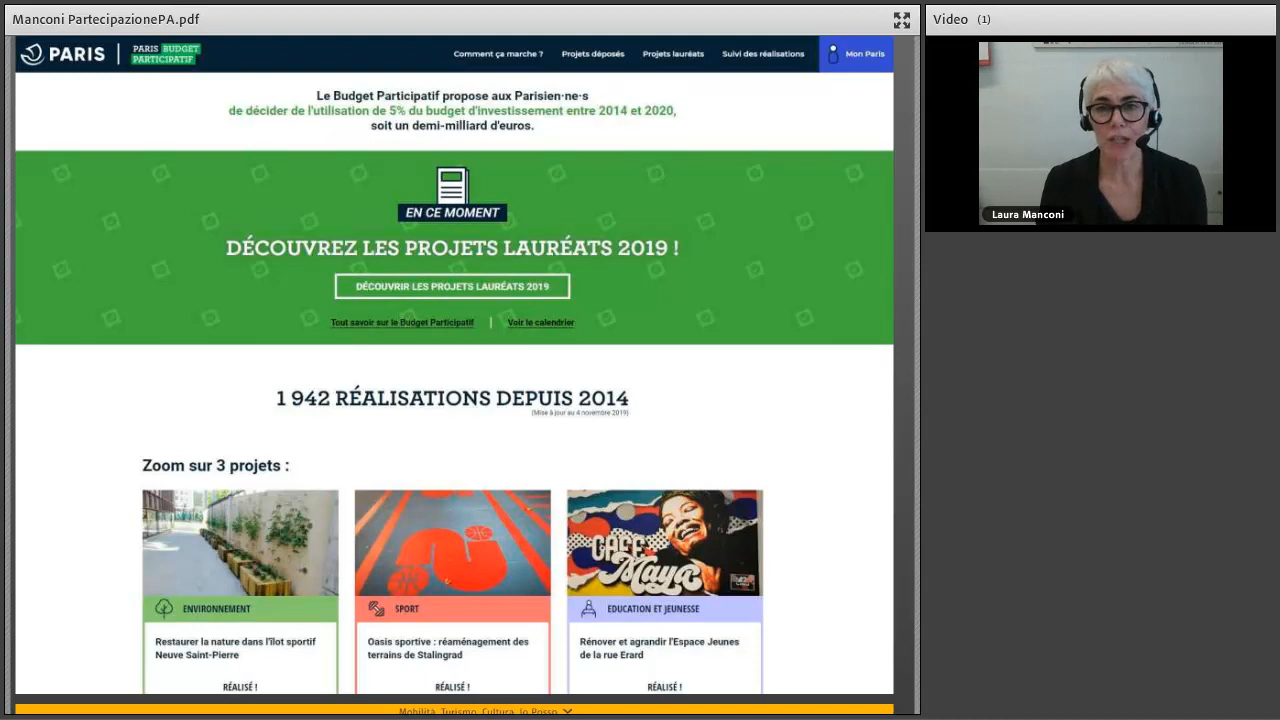 Manconi PartecipazionePA.pdf
Video (1)
PARIS
PARIS BUDGET
PARTICIPATIF
Comment ça marche ? Projets déposés Projets lauréats Suivi des réalisations Mon Paris
Le Budget Participatif propose aux Parisien·ne·s
de décider de l'utilisation de 5% du budget d'investissement entre 2014 et 2020,
soit un demi-milliard d'euros.
Laura Manconi
EN CE MOMENT
DÉCOUVREZ LES PROJETS LAURÉATS 2019 !
DÉCOUVRIR LES PROJETS LAURÉATS 2019
Tout savoir sur le Budget Participatif | Voir le calendrier
1 942 RÉALISATIONS DEPUIS 2014
(Mise à jour au 4 novembre 2019)
Zoom sur 3 projets :
CAFE
Maya
ENVIRONNEMENT
Restaurer la nature dans l'îlot sportif
Neuve Saint-Pierre
RÉALISÉ !
SPORT
Oasis sportive : réaménagement des
terrains de Stalingrad
RÉALISÉ !
EDUCATION ET JEUNESSE
Rénover et agrandir l'Espace Jeunes
de la rue Erard
RÉALISÉ !
Mobilità, Turismo, Cultura, Io Posso